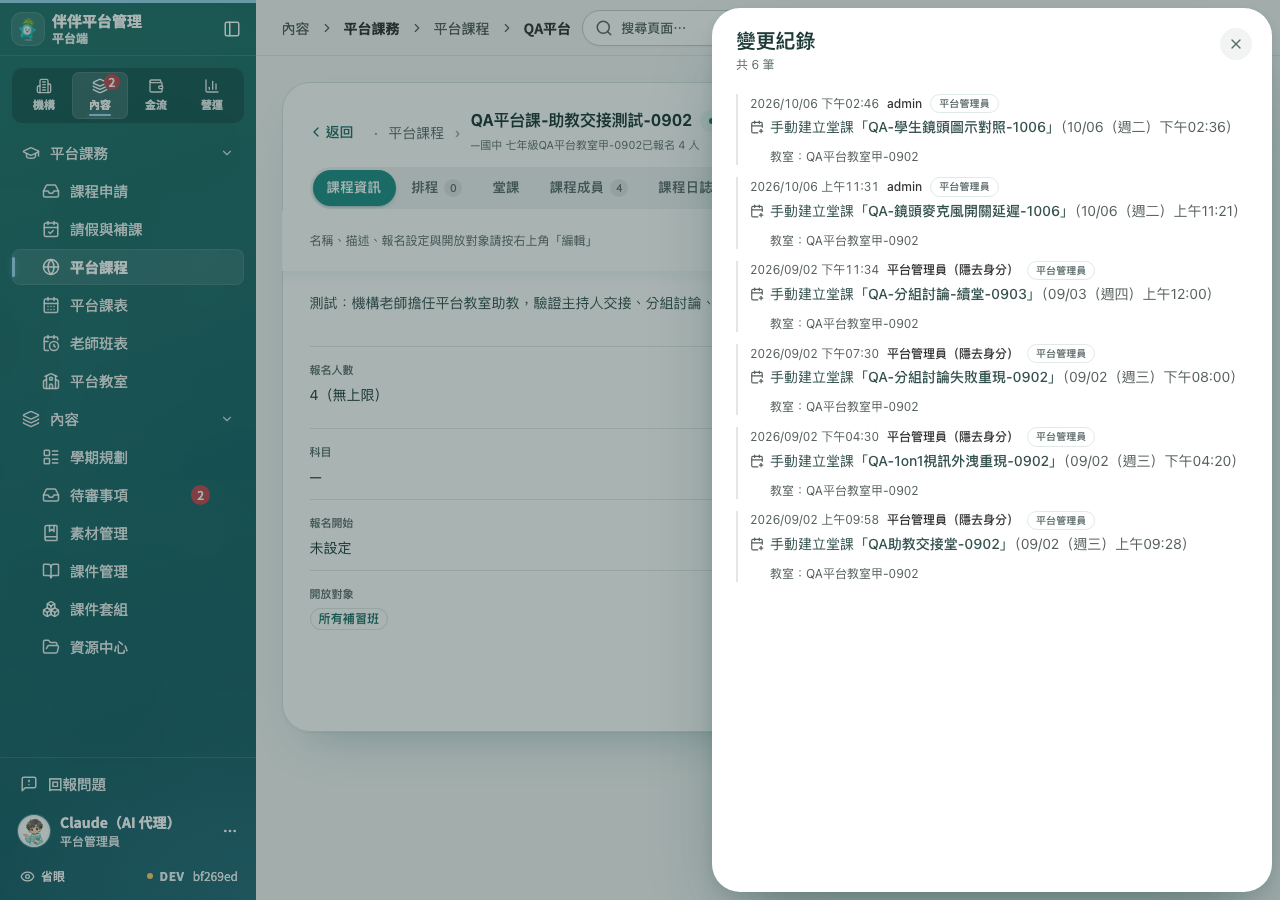 伴伴平台管理
平台端
機構
內容
2
金流
營運
平台課務
課程申請
請假與補課
平台課程
平台課表
老師班表
平台教室
內容
學期規劃
待審事項
2
素材管理
課件管理
課件套組
資源中心
回報問題
Claude（AI 代理）
平台管理員
省眼
DEV bf269ed
內容
平台課務
平台課程
QA平台
搜尋頁面…
返回
· 平台課程
QA平台課-助教交接測試-0902
—國中 七年級QA平台教室甲-0902已報名 4 人
課程資訊
排程 0
堂課
課程成員 4
課程日誌
名稱、描述、報名設定與開放對象請按右上角「編輯」
測試：機構老師擔任平台教室助教，驗證主持人交接、分組討論、
報名人數
4（無上限）
科目
—
報名開始
未設定
開放對象
所有補習班
變更紀錄
共 6 筆
2026/10/06 下午02:46 admin 平台管理員
手動建立堂課「QA-學生鏡頭圖示對照-1006」（10/06（週二）下午02:36）
教室：QA平台教室甲-0902
2026/10/06 上午11:31 admin 平台管理員
手動建立堂課「QA-鏡頭麥克風開關延遲-1006」（10/06（週二）上午11:21）
教室：QA平台教室甲-0902
2026/09/02 下午11:34 平台管理員（隱去身分） 平台管理員
手動建立堂課「QA-分組討論-續堂-0903」（09/03（週四）上午12:00）
教室：QA平台教室甲-0902
2026/09/02 下午07:30 平台管理員（隱去身分） 平台管理員
手動建立堂課「QA-分組討論失敗重現-0902」（09/02（週三）下午08:00）
教室：QA平台教室甲-0902
2026/09/02 下午04:30 平台管理員（隱去身分） 平台管理員
手動建立堂課「QA-1on1視訊外洩重現-0902」（09/02（週三）下午04:20）
教室：QA平台教室甲-0902
2026/09/02 上午09:58 平台管理員（隱去身分） 平台管理員
手動建立堂課「QA助教交接堂-0902」（09/02（週三）上午09:28）
教室：QA平台教室甲-0902